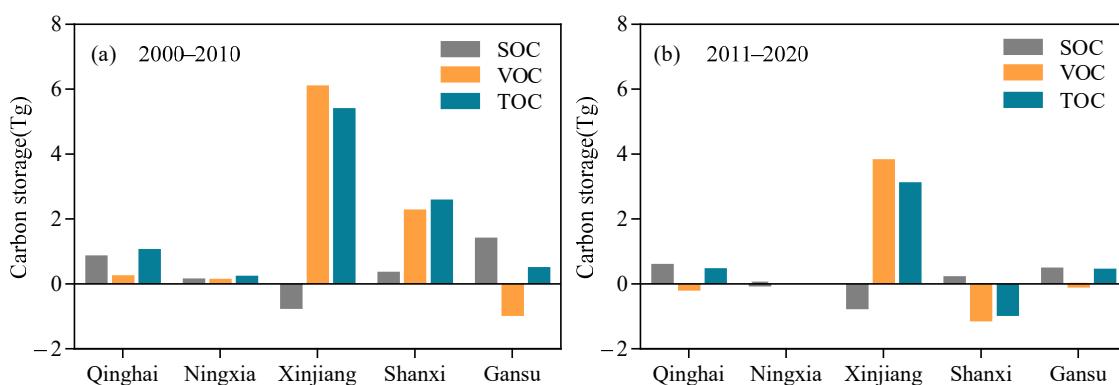 (a) 2000–2010
SOC
VOC
TOC
Carbon storage(Tg)
8
6
4
2
0
−2
Qinghai Ningxia Xinjiang Shanxi Gansu
(b) 2011–2020
SOC
VOC
TOC
Carbon storage(Tg)
8
6
4
2
0
−2
Qinghai Ningxia Xinjiang Shanxi Gansu